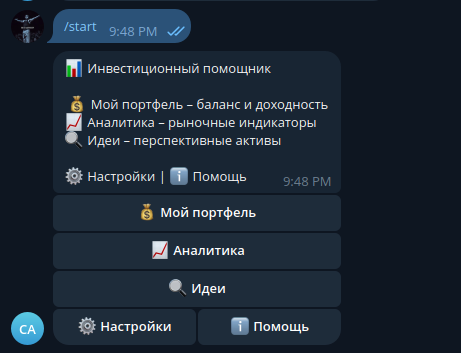 /start 9:48 PM
📊 Инвестиционный помощник
💰 Мой портфель – баланс и доходность
📈 Аналитика – рыночные индикаторы
🔍 Идеи – перспективные активы
⚙️ Настройки | ℹ️ Помощь 9:48 PM
💰 Мой портфель
📈 Аналитика
🔍 Идеи
CA ⚙️ Настройки ℹ️ Помощь